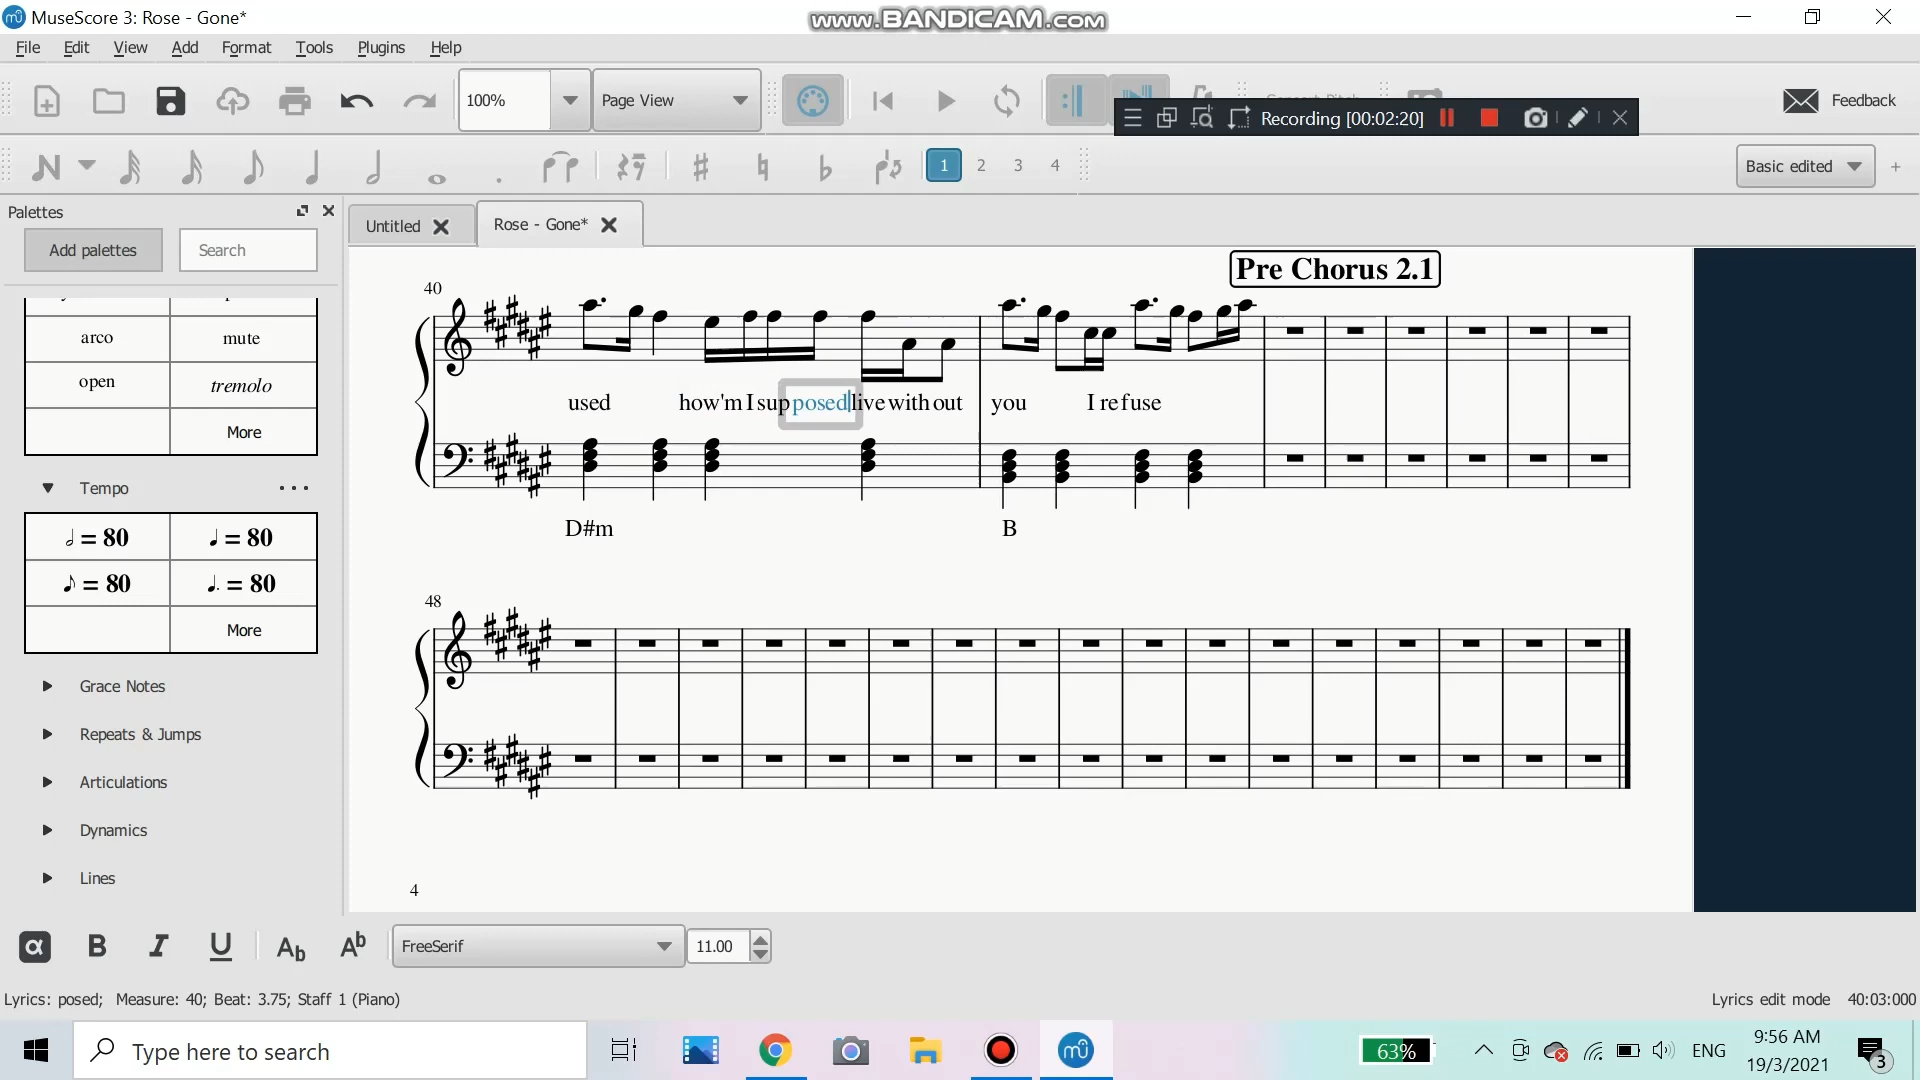 MuseScore 3: Rose - Gone*
www.BANDICAM.com
File Edit View Add Format Tools Plugins Help
100%
Page View
Recording [00:02:20]
Feedback
1 2 3 4
Basic edited
+
Palettes
Untitled
Rose - Gone*
Add palettes
Search
arco
mute
open
tremolo
More
Tempo
= 80
= 80
= 80
= 80
More
Grace Notes
Repeats & Jumps
Articulations
Dynamics
Lines
Pre Chorus 2.1
40
used how'm I sup posed live with out you I re fuse
D#m
B
48
4
B I U
FreeSerif
11.00
Lyrics: posed; Measure: 40; Beat: 3.75; Staff 1 (Piano)
Lyrics edit mode 40:03:000
Type here to search
63%
ENG
9:56 AM
19/3/2021
3